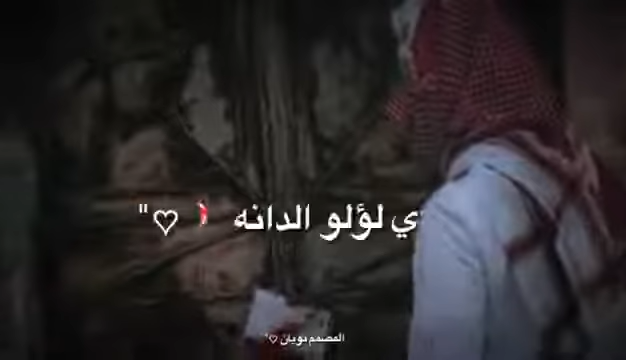 لؤلو الدانه ♡"
المصمم نويان ♡"